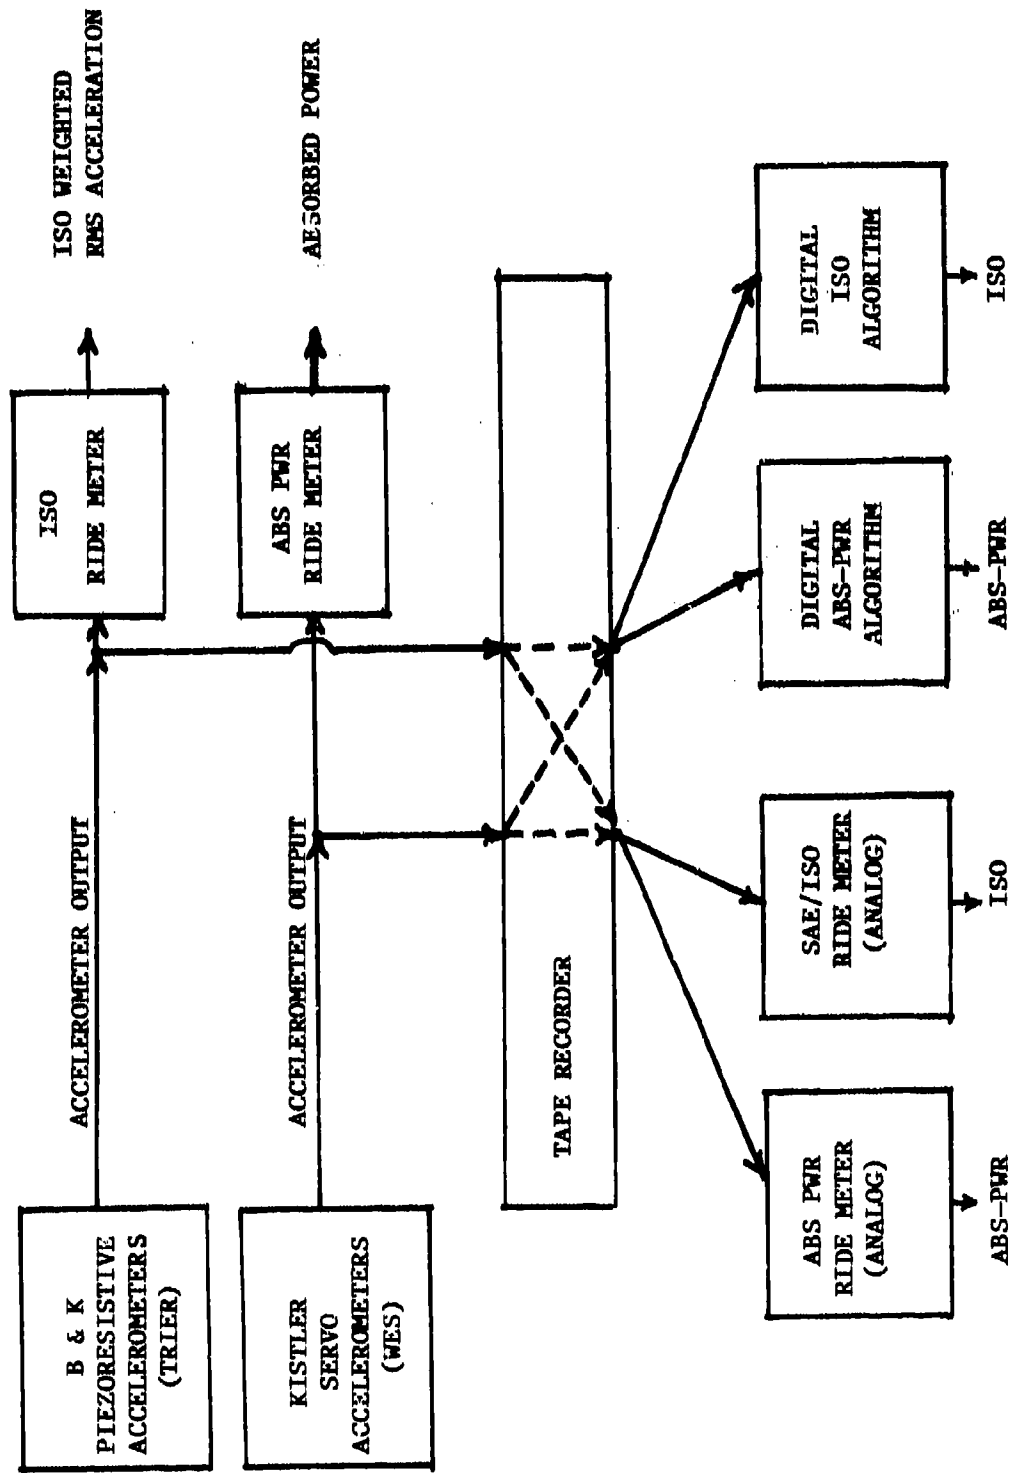 B & K
PIEZORESISTIVE
ACCELEROMETERS
(TRIER)
ACCELEROMETER OUTPUT
ISO
RIDE METER
ISO WEIGHTED
RMS ACCELERATION
KISTLER
SERVO
ACCELEROMETERS
(WES)
ACCELEROMETER OUTPUT
ABS PWR
RIDE METER
ABSORBED POWER
TAPE RECORDER
ABS PWR
RIDE METER
(ANALOG)
ABS-PWR
SAE/ISO
RIDE METER
(ANALOG)
ISO
DIGITAL
ABS-PWR
ALGORITHM
ABS-PWR
DIGITAL
ISO
ALGORITHM
ISO